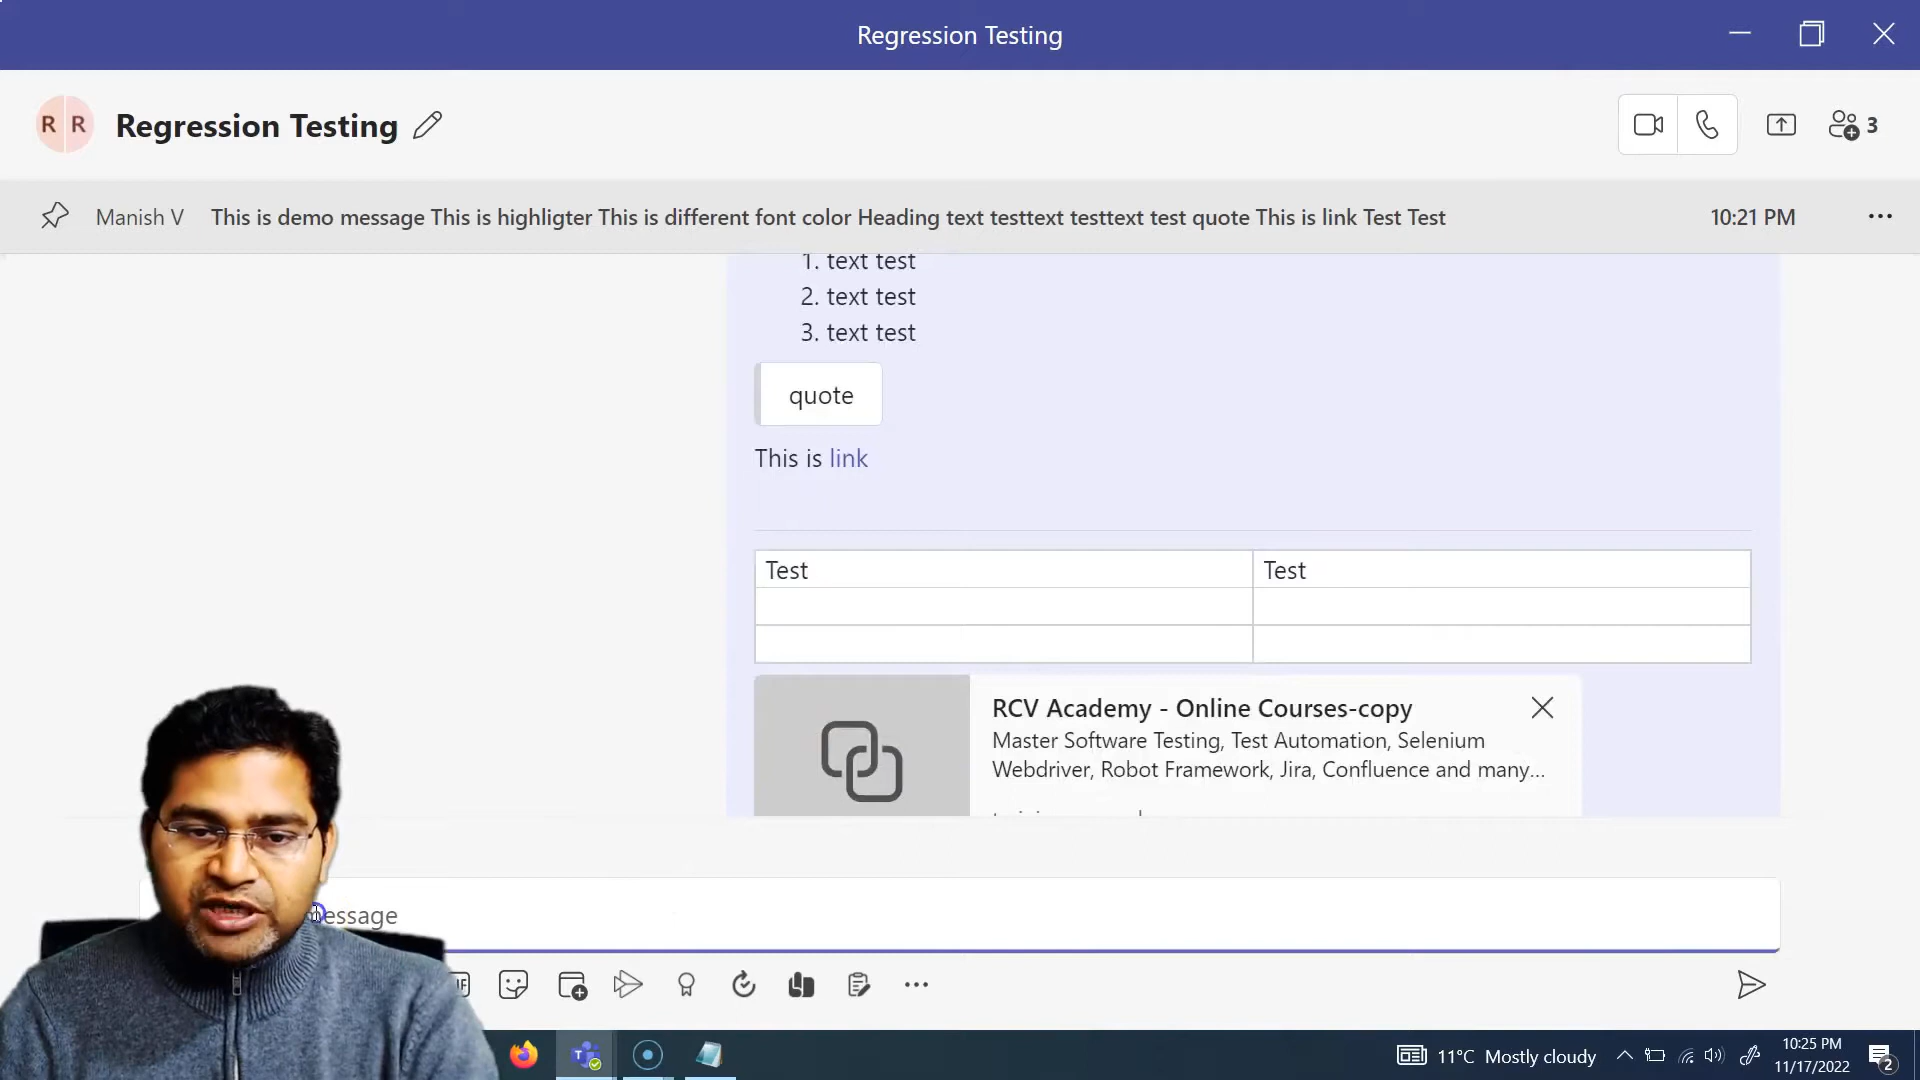 Regression Testing
R R Regression Testing
3
Manish V This is demo message This is highligter This is different font color Heading text testtext testtext test quote This is link Test Test 10:21 PM
1. text test
2. text test
3. text test
quote
This is link
Test Test
RCV Academy - Online Courses-copy
Master Software Testing, Test Automation, Selenium
Webdriver, Robot Framework, Jira, Confluence and many...
message
11°C Mostly cloudy
10:25 PM
11/17/2022
2